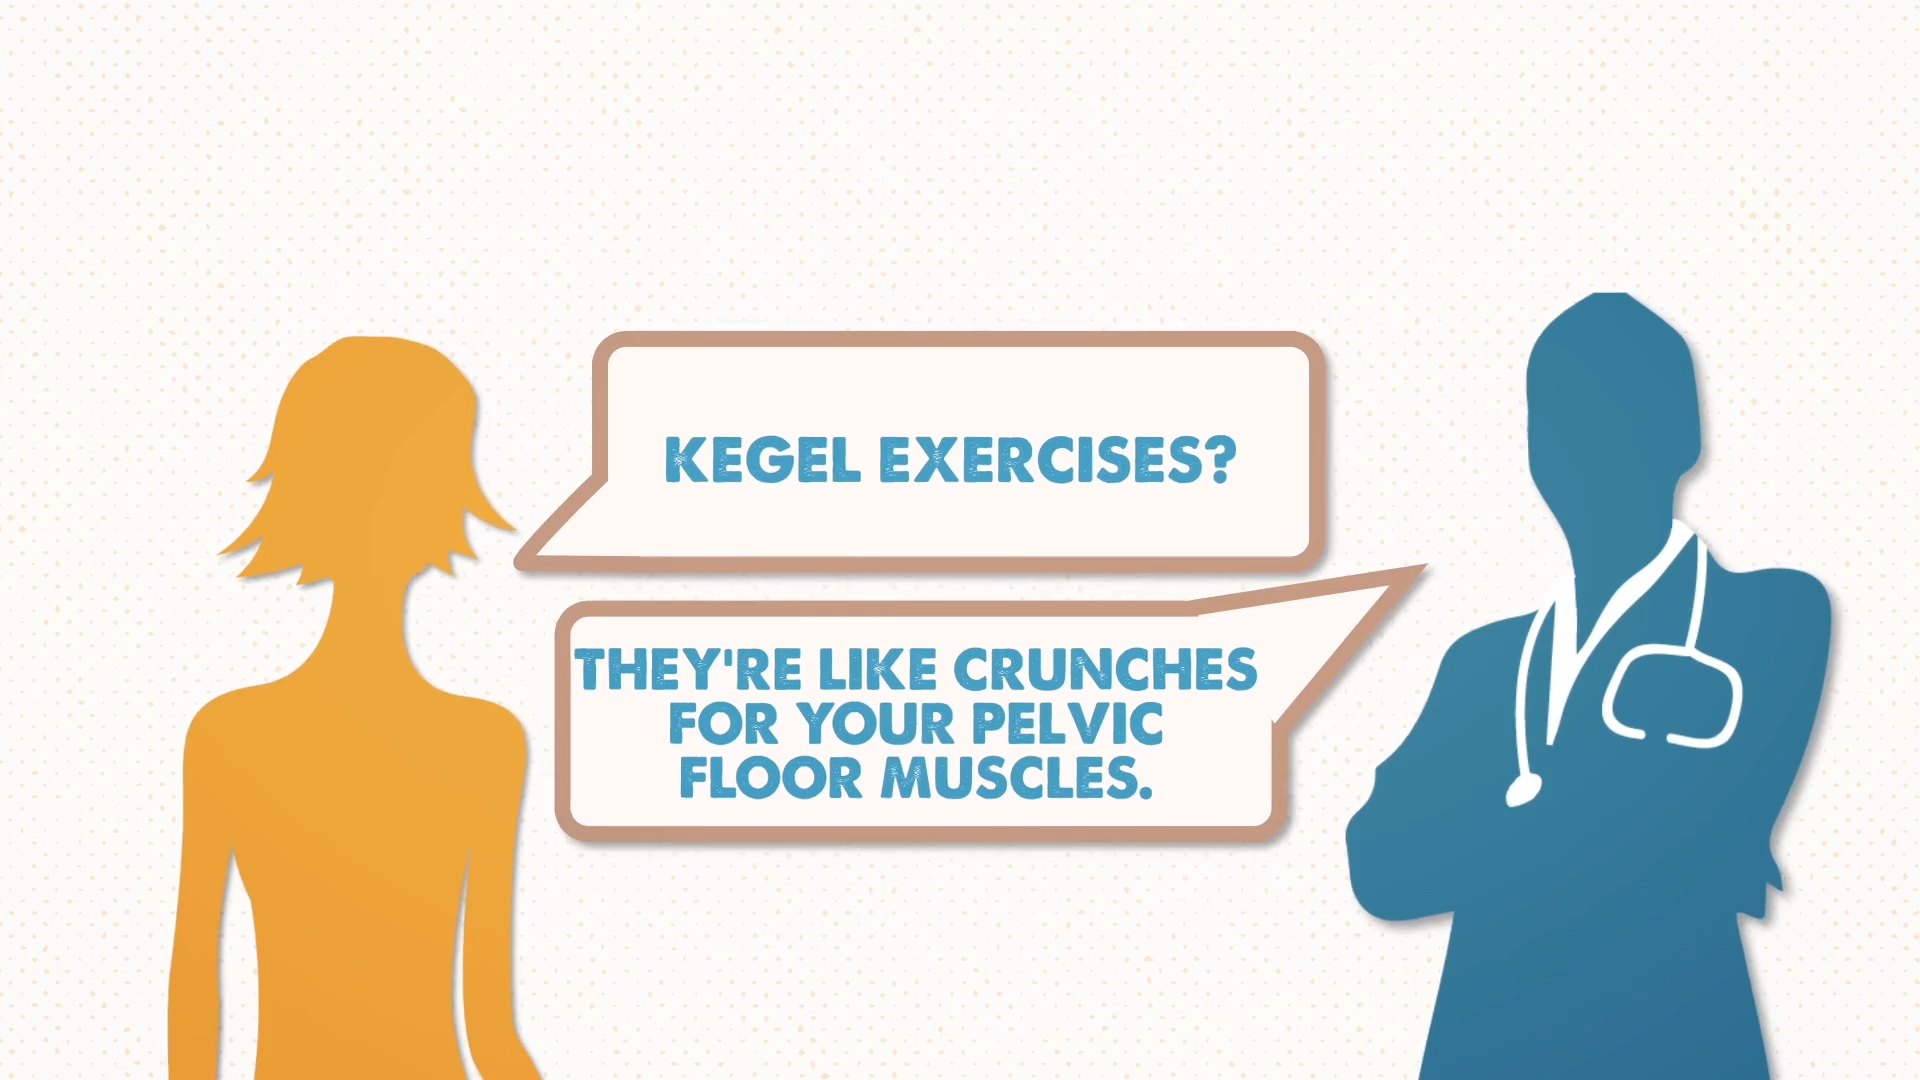 KEGEL EXERCISES?
THEY'RE LIKE CRUNCHES
FOR YOUR PELVIC
FLOOR MUSCLES.